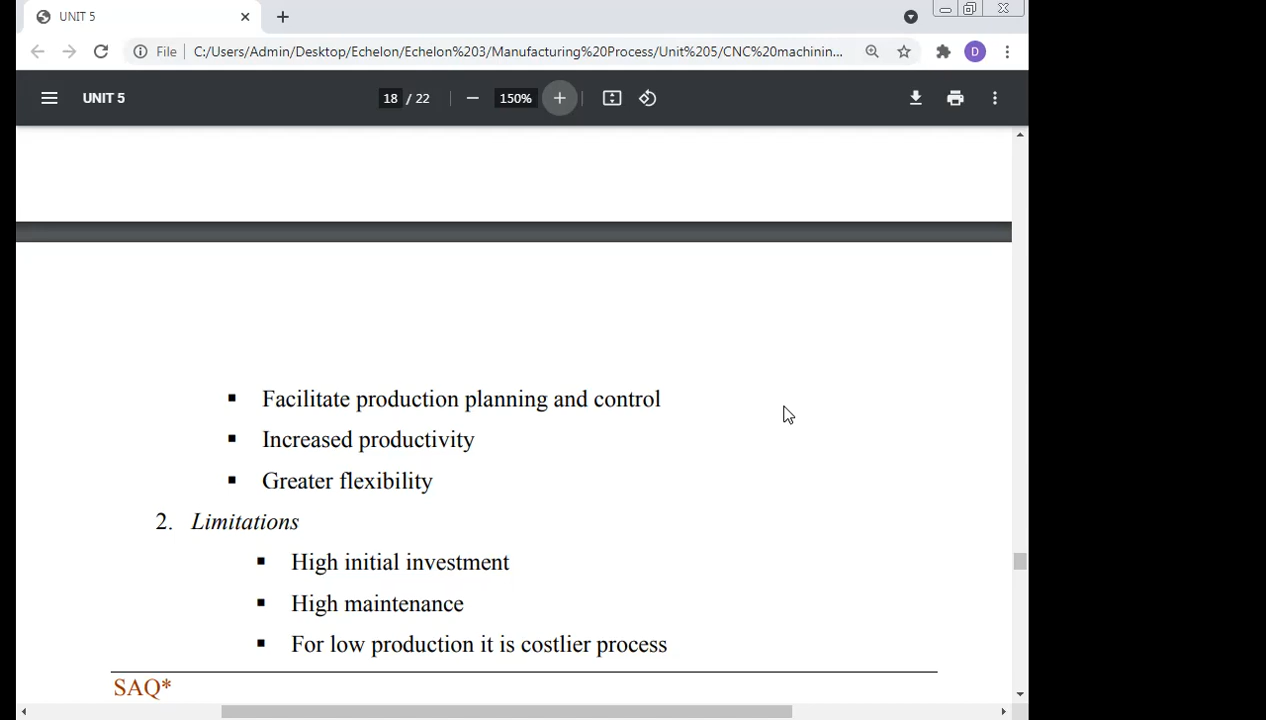 UNIT 5
File C:/Users/Admin/Desktop/Echelon/Echelon%203/Manufacturing%20Process/Unit%205/CNC%20machinin... D
UNIT 5 18 / 22 150%
▪ Facilitate production planning and control
▪ Increased productivity
▪ Greater flexibility
2. Limitations
▪ High initial investment
▪ High maintenance
▪ For low production it is costlier process
SAQ*